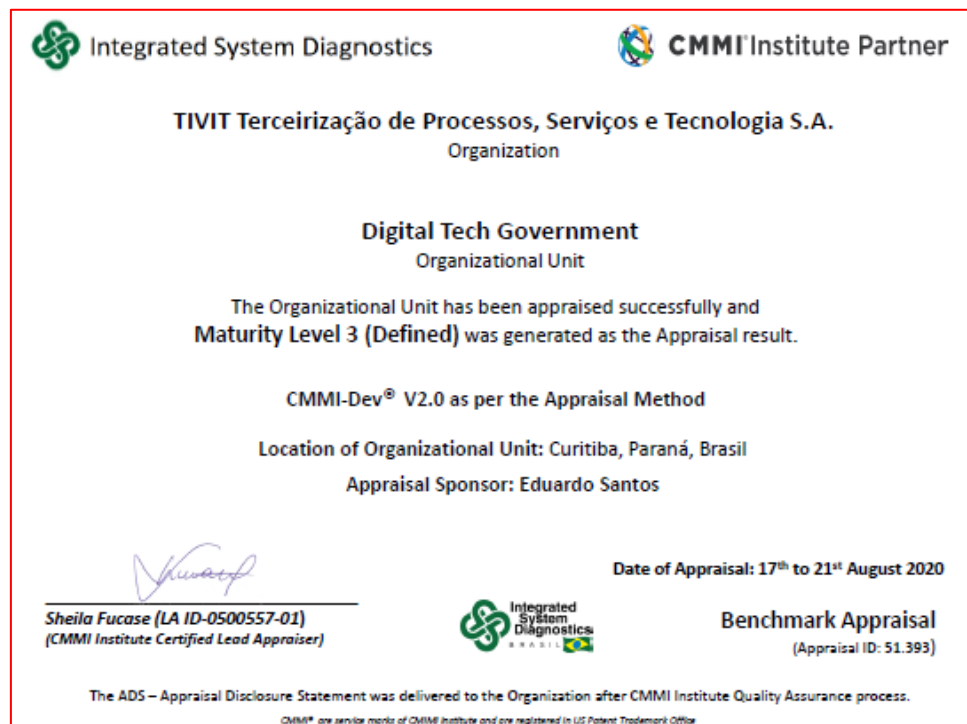 Integrated System Diagnostics
CMMI Institute Partner
TIVIT Terceirização de Processos, Serviços e Tecnologia S.A.
Organization
Digital Tech Government
Organizational Unit
The Organizational Unit has been appraised successfully and
Maturity Level 3 (Defined) was generated as the Appraisal result.
CMMI-Dev® V2.0 as per the Appraisal Method
Location of Organizational Unit: Curitiba, Paraná, Brasil
Appraisal Sponsor: Eduardo Santos
Date of Appraisal: 17th to 21st August 2020
Sheila Fucase (LA ID-0500557-01)
(CMMI Institute Certified Lead Appraiser)
Integrated
System
Diagnostics
BRASIL
Benchmark Appraisal
(Appraisal ID: 51.393)
The ADS – Appraisal Disclosure Statement was delivered to the Organization after CMMI Institute Quality Assurance process.
CMMI® are service marks of CMMI Institute and are registered in US Patent Trademark Office